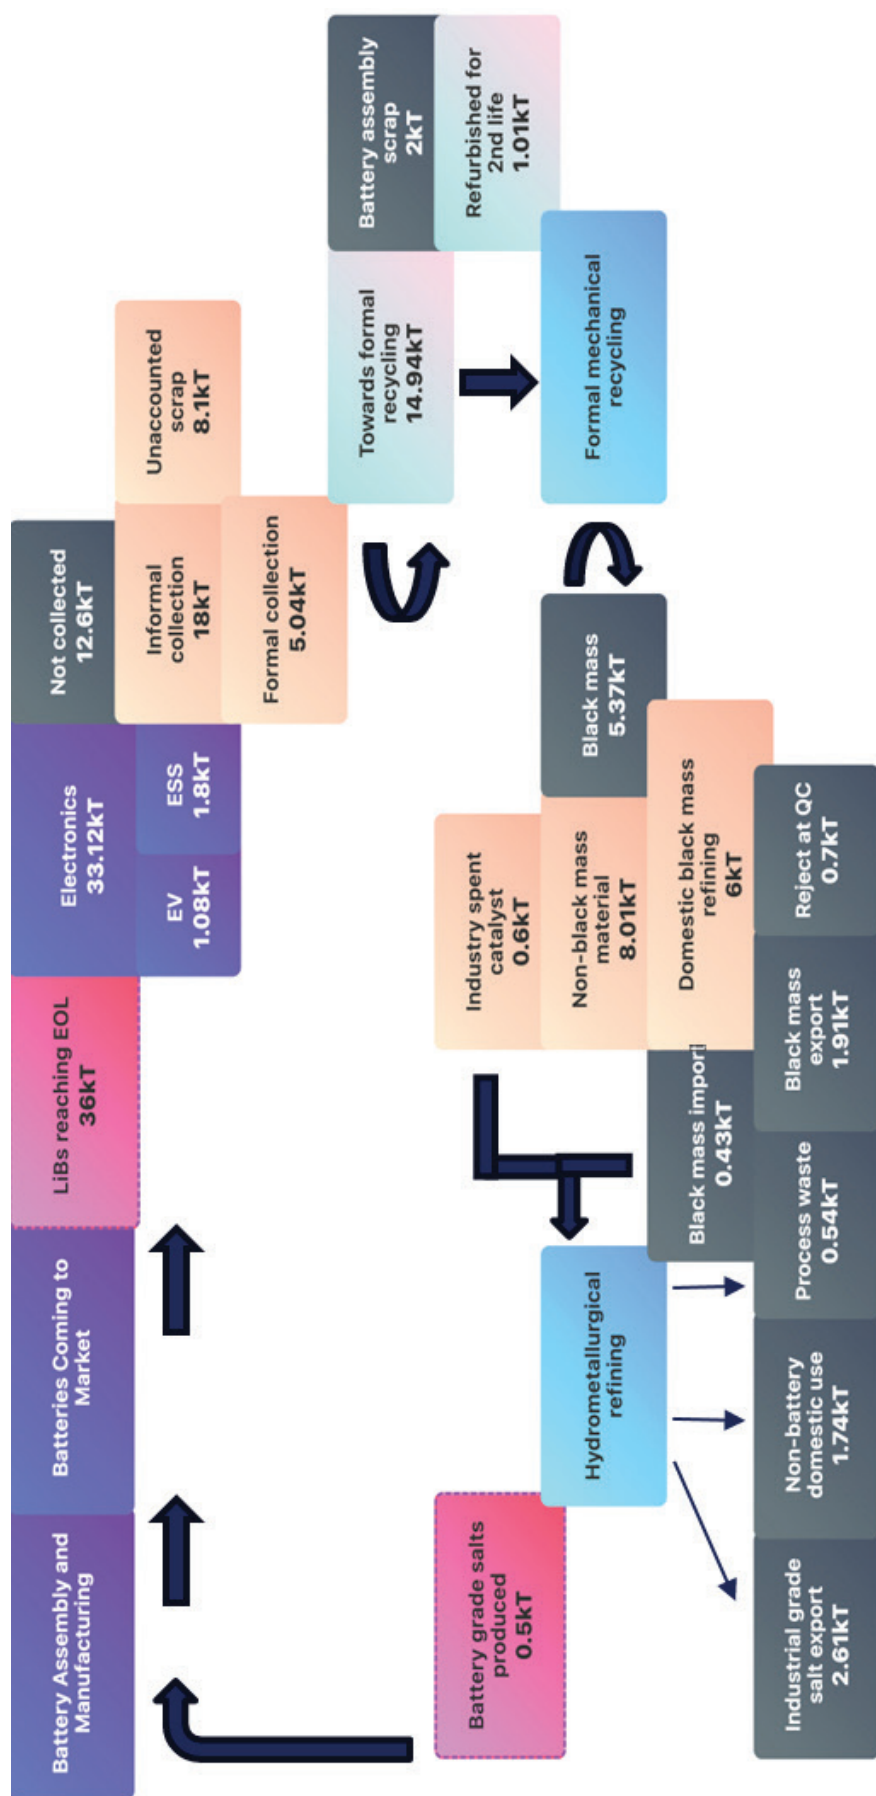 Battery Assembly and
Manufacturing
Batteries Coming to
Market
LiBs reaching EOL
36kT
Electronics
33.12kT
EV
1.08kT
ESS
1.8kT
Not collected
12.6kT
Informal
collection
18kT
Unaccounted
scrap
8.1kT
Formal collection
5.04kT
Towards formal
recycling
14.94kT
Battery assembly
scrap
2kT
Refurbished for
2nd life
1.01kT
Formal mechanical
recycling
Black mass
5.37kT
Non-black mass
material
8.01kT
Industry spent
catalyst
0.6kT
Domestic black mass
refining
6kT
Black mass import
0.43kT
Hydrometallurgical
refining
Battery grade salts
produced
0.5kT
Industrial grade
salt export
2.61kT
Non-battery
domestic use
1.74kT
Process waste
0.54kT
Black mass
export
1.91kT
Reject at QC
0.7kT